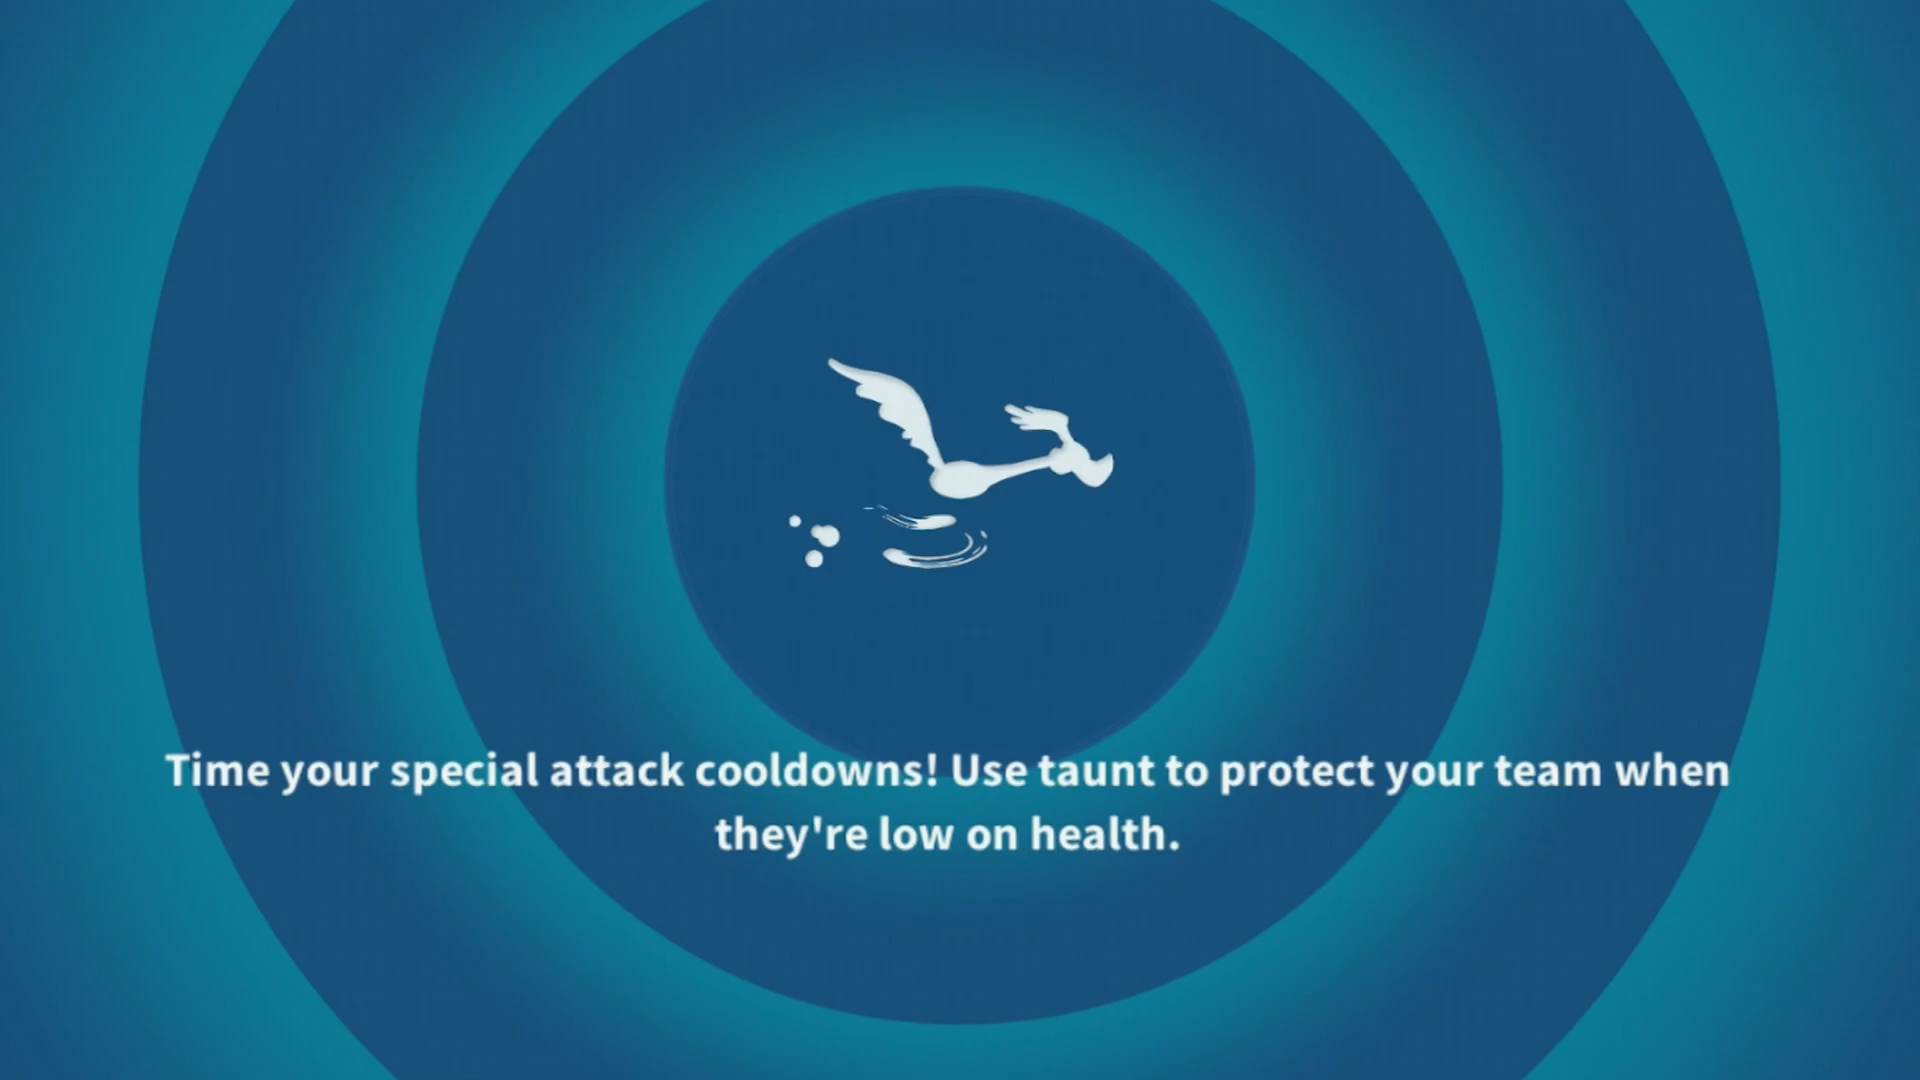 Time your special attack cooldowns! Use taunt to protect your team when
they're low on health.